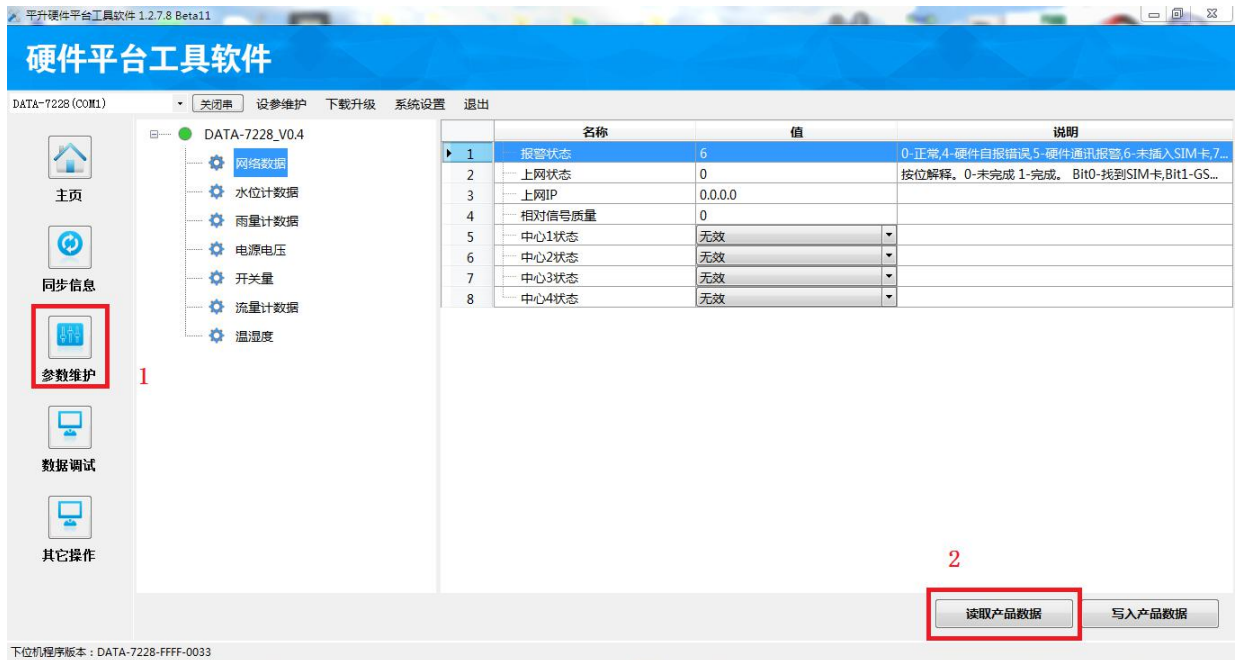 平升硬件平台工具软件 1.2.7.8 Beta11
硬件平台工具软件
DATA-7228(COM1) 关闭串 设参维护 下载升级 系统设置 退出
主页
同步信息
参数维护
数据调试
其它操作
1
DATA-7228_V0.4
网络数据
水位计数据
雨量计数据
电源电压
开关量
流量计数据
温湿度
名称 值 说明
1 报警状态 6 0-正常,4-硬件自报错误,5-硬件通讯报警,6-未插入SIM卡,7...
2 上网状态 0 按位解释。0-未完成 1-完成。 Bit0-找到SIM卡,Bit1-GS...
3 上网IP 0.0.0.0
4 相对信号质量 0
5 中心1状态 无效
6 中心2状态 无效
7 中心3状态 无效
8 中心4状态 无效
2
读取产品数据 写入产品数据
下位机程序版本：DATA-7228-FFFF-0033